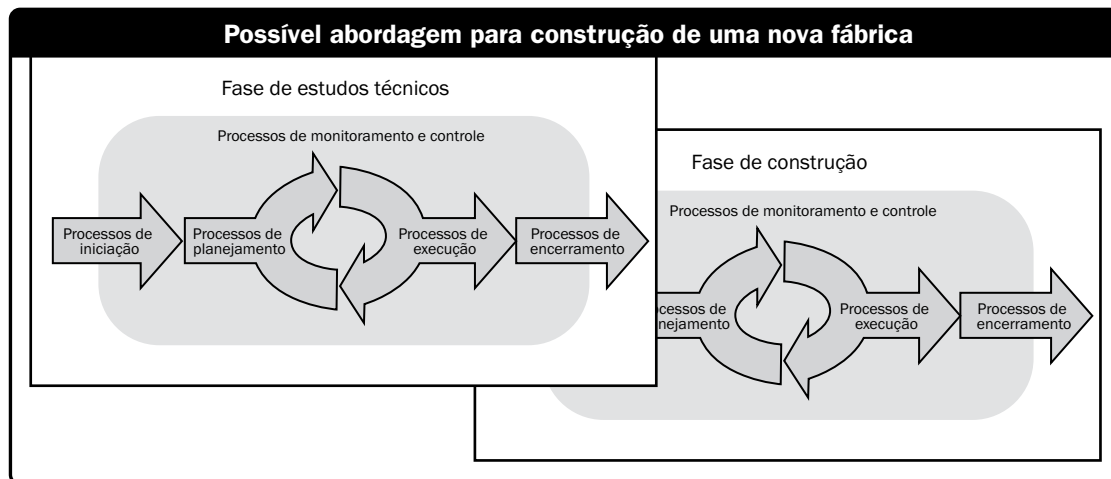 Possível abordagem para construção de uma nova fábrica
Fase de estudos técnicos
Processos de monitoramento e controle
Processos de
iniciação
Processos de
planejamento
Processos de
execução
Processos de
encerramento
Fase de construção
Processos de monitoramento e controle
ocessos de
nejamento
Processos de
execução
Processos de
encerramento